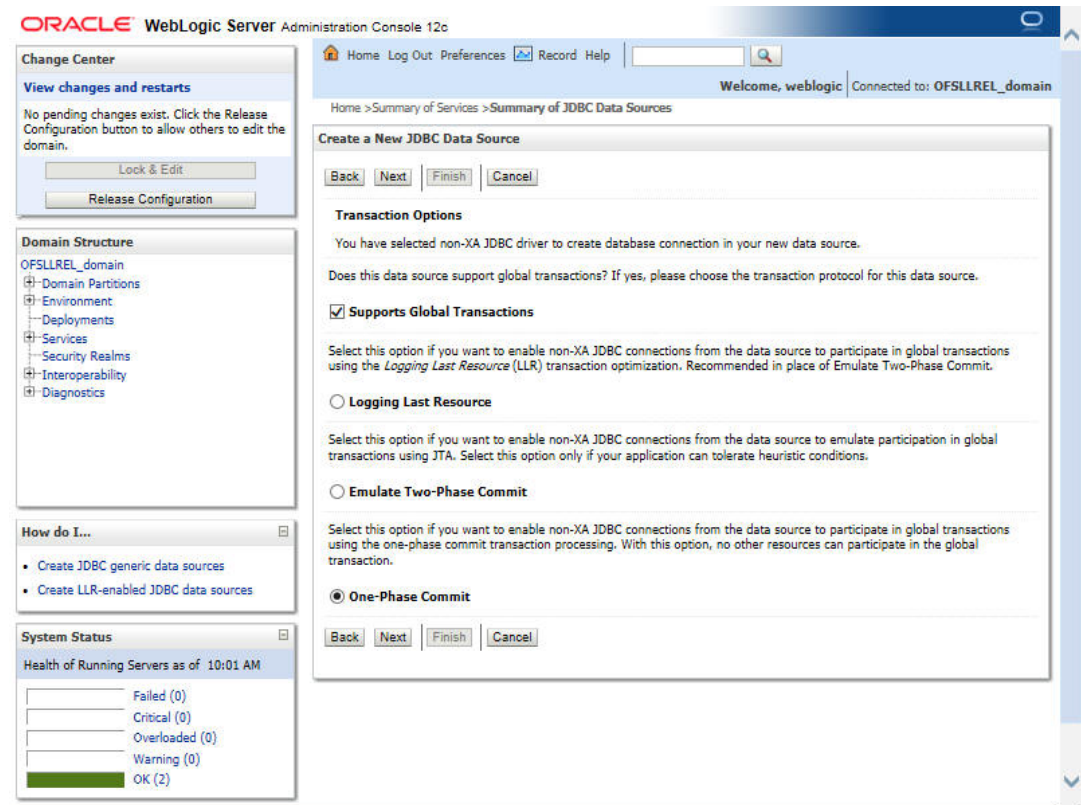 ORACLE WebLogic Server Administration Console 12c
Change Center
View changes and restarts
No pending changes exist. Click the Release
Configuration button to allow others to edit the
domain.
Lock & Edit
Release Configuration
Domain Structure
OFSLLREL_domain
Domain Partitions
Environment
Deployments
Services
Security Realms
Interoperability
Diagnostics
How do I...
Create JDBC generic data sources
Create LLR-enabled JDBC data sources
System Status
Health of Running Servers as of 10:01 AM
Failed (0)
Critical (0)
Overloaded (0)
Warning (0)
OK (2)
Home Log Out Preferences Record Help
Welcome, weblogic Connected to: OFSLLREL_domain
Home >Summary of Services >Summary of JDBC Data Sources
Create a New JDBC Data Source
Back Next Finish Cancel
Transaction Options
You have selected non-XA JDBC driver to create database connection in your new data source.
Does this data source support global transactions? If yes, please choose the transaction protocol for this data source.
Supports Global Transactions
Select this option if you want to enable non-XA JDBC connections from the data source to participate in global transactions
using the Logging Last Resource (LLR) transaction optimization. Recommended in place of Emulate Two-Phase Commit.
Logging Last Resource
Select this option if you want to enable non-XA JDBC connections from the data source to emulate participation in global
transactions using JTA. Select this option only if your application can tolerate heuristic conditions.
Emulate Two-Phase Commit
Select this option if you want to enable non-XA JDBC connections from the data source to participate in global transactions
using the one-phase commit transaction processing. With this option, no other resources can participate in the global
transaction.
One-Phase Commit
Back Next Finish Cancel